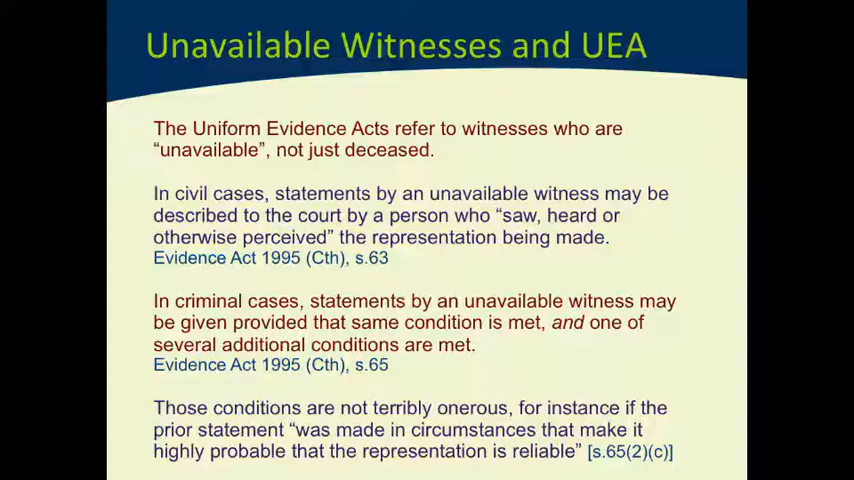 Unavailable Witnesses and UEA
The Uniform Evidence Acts refer to witnesses who are
“unavailable”, not just deceased.
In civil cases, statements by an unavailable witness may be
described to the court by a person who “saw, heard or
otherwise perceived” the representation being made.
Evidence Act 1995 (Cth), s.63
In criminal cases, statements by an unavailable witness may
be given provided that same condition is met, and one of
several additional conditions are met.
Evidence Act 1995 (Cth), s.65
Those conditions are not terribly onerous, for instance if the
prior statement “was made in circumstances that make it
highly probable that the representation is reliable” [s.65(2)(c)]